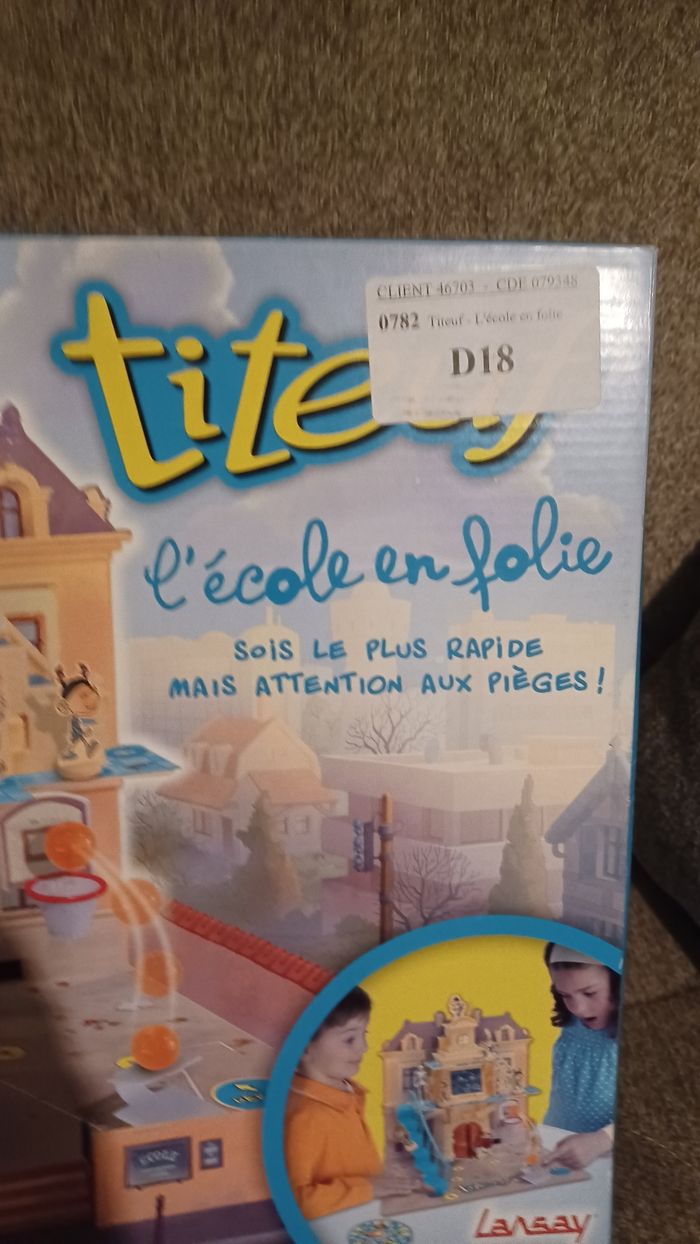 CLIENT 46703 - CDE 079348
0782 Titeuf - L'école en folie
D18
tite
l'école en folie
SOIS LE PLUS RAPIDE
MAIS ATTENTION AUX PIÈGES !
ÉCOLE
Lansay